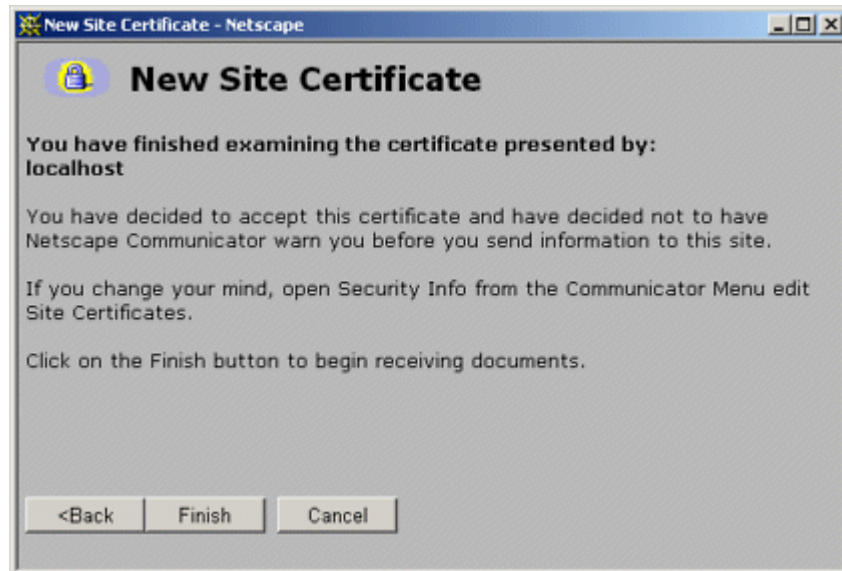 New Site Certificate - Netscape
New Site Certificate
You have finished examining the certificate presented by:
localhost
You have decided to accept this certificate and have decided not to have
Netscape Communicator warn you before you send information to this site.
If you change your mind, open Security Info from the Communicator Menu edit
Site Certificates.
Click on the Finish button to begin receiving documents.
<Back Finish Cancel